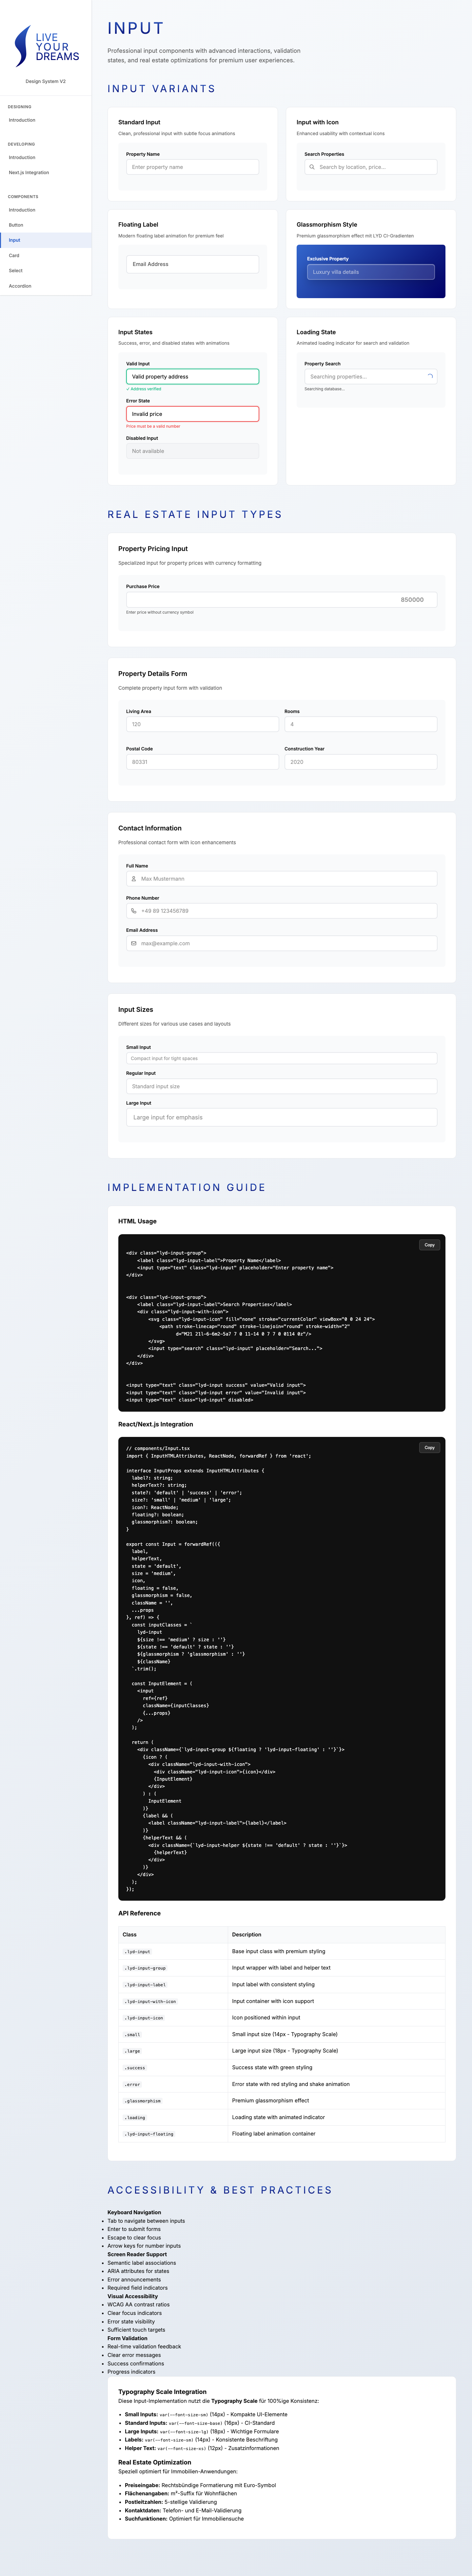 LIVE
YOUR
DREAMS
Design System V2
DESIGNING
Introduction
DEVELOPING
Introduction
Next.js Integration
COMPONENTS
Introduction
Button
Input
Card
Select
Accordion
INPUT
Professional input components with advanced interactions, validation
states, and real estate optimizations for premium user experiences.
INPUT VARIANTS
Standard Input
Clean, professional input with subtle focus animations
Property Name
Enter property name
Input with Icon
Enhanced usability with contextual icons
Search Properties
Search by location, price...
Floating Label
Modern floating label animation for premium feel
Email Address
Glassmorphism Style
Premium glassmorphism effect mit LYD CI-Gradienten
Exclusive Property
Luxury villa details
Input States
Success, error, and disabled states with animations
Valid Input
Valid property address
✓ Address verified
Error State
Invalid price
Price must be a valid number
Disabled Input
Not available
Loading State
Animated loading indicator for search and validation
Property Search
Searching properties...
Searching database...
REAL ESTATE INPUT TYPES
Property Pricing Input
Specialized input for property prices with currency formatting
Purchase Price
850000
Enter price without currency symbol
Property Details Form
Complete property input form with validation
Living Area
Rooms
120
4
Postal Code
Construction Year
80331
2020
Contact Information
Professional contact form with icon enhancements
Full Name
Max Mustermann
Phone Number
+49 89 123456789
Email Address
max@example.com
Input Sizes
Different sizes for various use cases and layouts
Small Input
Compact input for tight spaces
Regular Input
Standard input size
Large Input
Large input for emphasis
IMPLEMENTATION GUIDE
HTML Usage
Copy
<div class="lyd-input-group">
<label class="lyd-input-label">Property Name</label>
<input type="text" class="lyd-input" placeholder="Enter property name">
</div>
<div class="lyd-input-group">
<label class="lyd-input-label">Search Properties</label>
<div class="lyd-input-with-icon">
<svg class="lyd-input-icon" fill="none" stroke="currentColor" viewBox="0 0 24 24">
<path stroke-linecap="round" stroke-linejoin="round" stroke-width="2"
d="M21 21l-6-6m2-5a7 7 0 11-14 0 7 7 0 0114 0z"/>
</svg>
<input type="search" class="lyd-input" placeholder="Search...">
</div>
</div>
<input type="text" class="lyd-input success" value="Valid input">
<input type="text" class="lyd-input error" value="Invalid input">
<input type="text" class="lyd-input" disabled>
React/Next.js Integration
Copy
// components/Input.tsx
import { InputHTMLAttributes, ReactNode, forwardRef } from 'react';
interface InputProps extends InputHTMLAttributes {
label?: string;
helperText?: string;
state?: 'default' | 'success' | 'error';
size?: 'small' | 'medium' | 'large';
icon?: ReactNode;
floating?: boolean;
glassmorphism?: boolean;
}
export const Input = forwardRef(({
label,
helperText,
state = 'default',
size = 'medium',
icon,
floating = false,
glassmorphism = false,
className = '',
...props
}, ref) => {
const inputClasses = `
lyd-input
${size !== 'medium' ? size : ''}
${state !== 'default' ? state : ''}
${glassmorphism ? 'glassmorphism' : ''}
${className}
`.trim();
const InputElement = (
<input
ref={ref}
className={inputClasses}
{...props}
/>
);
return (
<div className={`lyd-input-group ${floating ? 'lyd-input-floating' : ''}`}>
{icon ? (
<div className="lyd-input-with-icon">
<div className="lyd-input-icon">{icon}</div>
{InputElement}
</div>
) : (
InputElement
)}
{label && (
<label className="lyd-input-label">{label}</label>
)}
{helperText && (
<div className={`lyd-input-helper ${state !== 'default' ? state : ''}`}>
{helperText}
</div>
)}
</div>
);
});
API Reference
Class Description
.lyd-input Base input class with premium styling
.lyd-input-group Input wrapper with label and helper text
.lyd-input-label Input label with consistent styling
.lyd-input-with-icon Input container with icon support
.lyd-input-icon Icon positioned within input
.small Small input size (14px - Typography Scale)
.large Large input size (18px - Typography Scale)
.success Success state with green styling
.error Error state with red styling and shake animation
.glassmorphism Premium glassmorphism effect
.loading Loading state with animated indicator
.lyd-input-floating Floating label animation container
ACCESSIBILITY & BEST PRACTICES
Keyboard Navigation
• Tab to navigate between inputs
• Enter to submit forms
• Escape to clear focus
• Arrow keys for number inputs
Screen Reader Support
• Semantic label associations
• ARIA attributes for states
• Error announcements
• Required field indicators
Visual Accessibility
• WCAG AA contrast ratios
• Clear focus indicators
• Error state visibility
• Sufficient touch targets
Form Validation
• Real-time validation feedback
• Clear error messages
• Success confirmations
• Progress indicators
Typography Scale Integration
Diese Input-Implementation nutzt die Typography Scale für 100%ige Konsistenz:
• Small Inputs: var(--font-size-sm) (14px) - Kompakte UI-Elemente
• Standard Inputs: var(--font-size-base) (16px) - CI-Standard
• Large Inputs: var(--font-size-lg) (18px) - Wichtige Formulare
• Labels: var(--font-size-sm) (14px) - Konsistente Beschriftung
• Helper Text: var(--font-size-xs) (12px) - Zusatzinformationen
Real Estate Optimization
Speziell optimiert für Immobilien-Anwendungen:
• Preiseingabe: Rechtsbündige Formatierung mit Euro-Symbol
• Flächenangaben: m²-Suffix für Wohnflächen
• Postleitzahlen: 5-stellige Validierung
• Kontaktdaten: Telefon- und E-Mail-Validierung
• Suchfunktionen: Optimiert für Immobiliensuche